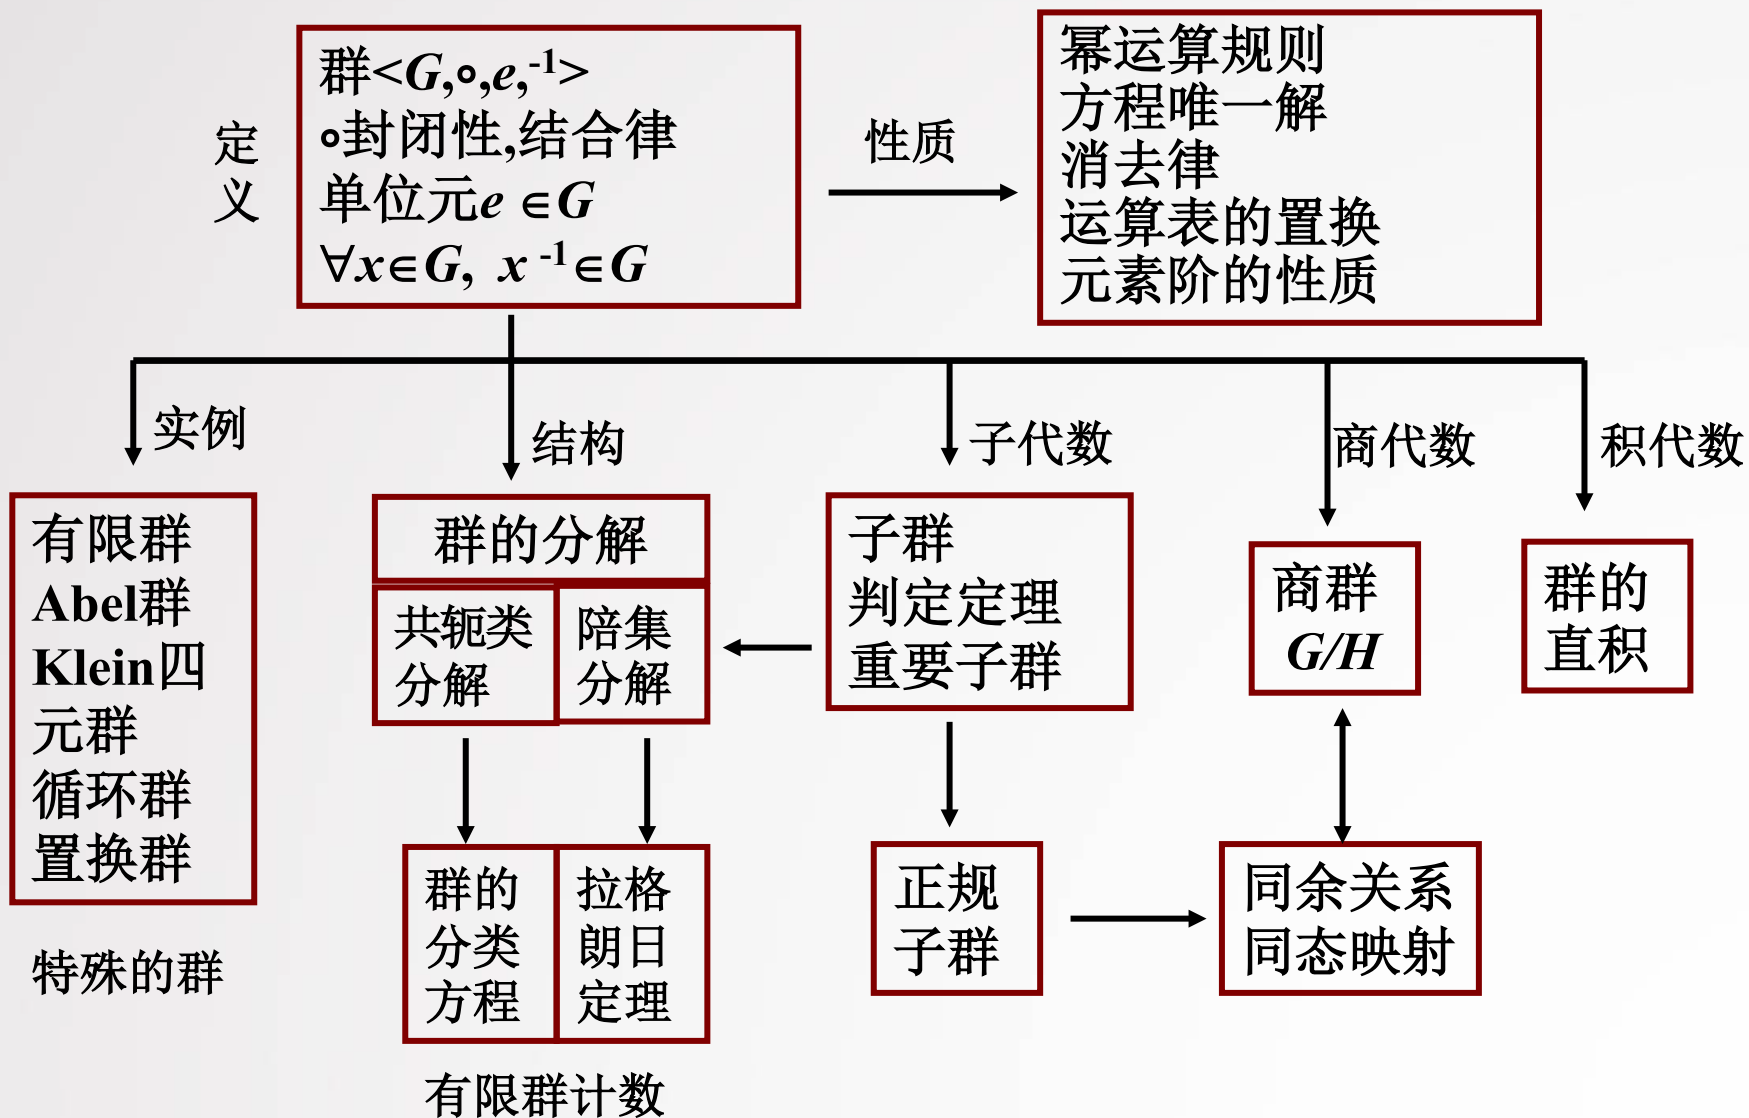 定
义
群<G,∘,e,-1>
∘封闭性,结合律
单位元e ∈G
∀x∈G, x -1∈G
性质
幂运算规则
方程唯一解
消去律
运算表的置换
元素阶的性质
实例
结构
子代数
商代数
积代数
有限群
Abel群
Klein四
元群
循环群
置换群
特殊的群
群的分解
共轭类
分解
陪集
分解
群的
分类
方程
拉格
朗日
定理
有限群计数
子群
判定定理
重要子群
正规
子群
商群
G/H
同余关系
同态映射
群的
直积